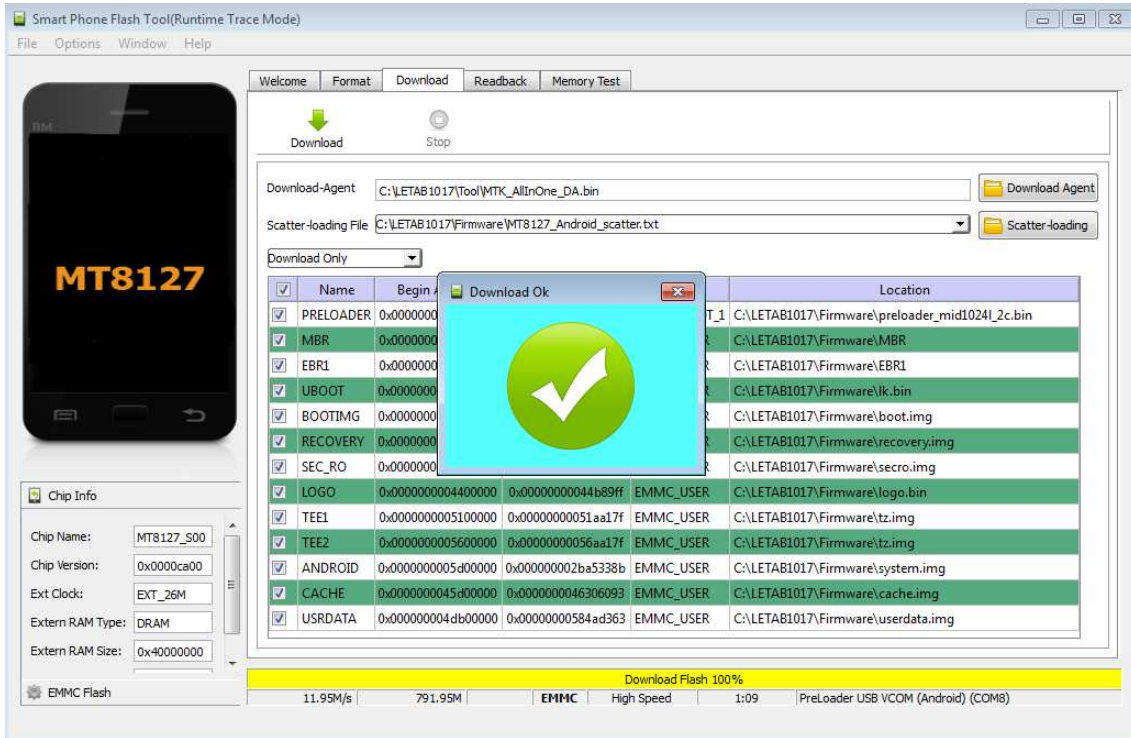 Smart Phone Flash Tool(Runtime Trace Mode)
File Options Window Help
Welcome Format Download Readback Memory Test
BM
MT8127
Download Stop
Download-Agent C:\LETAB1017\Tool\MTK_AllInOne_DA.bin Download Agent
Scatter-loading File C:\LETAB1017\Firmware\MT8127_Android_scatter.txt Scatter-loading
Download Only
Name Begin Location
Download Ok
PRELOADER 0x0000000 T_1 C:\LETAB1017\Firmware\preloader_mid1024l_2c.bin
MBR 0x0000000 C:\LETAB1017\Firmware\MBR
EBR1 0x0000000 C:\LETAB1017\Firmware\EBR1
UBOOT 0x0000000 C:\LETAB1017\Firmware\lk.bin
BOOTIMG 0x0000000 C:\LETAB1017\Firmware\boot.img
RECOVERY 0x0000000 C:\LETAB1017\Firmware\recovery.img
SEC_RO 0x0000000 C:\LETAB1017\Firmware\secro.img
LOGO 0x0000000004400000 0x00000000044b89ff EMMC_USER C:\LETAB1017\Firmware\logo.bin
TEE1 0x0000000005100000 0x00000000051aa17f EMMC_USER C:\LETAB1017\Firmware\tz.img
TEE2 0x0000000005600000 0x00000000056aa17f EMMC_USER C:\LETAB1017\Firmware\tz.img
ANDROID 0x0000000005d00000 0x000000002ba5338b EMMC_USER C:\LETAB1017\Firmware\system.img
CACHE 0x0000000045d00000 0x0000000046306093 EMMC_USER C:\LETAB1017\Firmware\cache.img
USRDATA 0x000000004db00000 0x00000000584ad363 EMMC_USER C:\LETAB1017\Firmware\userdata.img
Chip Info
Chip Name: MT8127_S00
Chip Version: 0x0000ca00
Ext Clock: EXT_26M
Extern RAM Type: DRAM
Extern RAM Size: 0x40000000
EMMC Flash
Download Flash 100%
11.95M/s 791.95M EMMC High Speed 1:09 PreLoader USB VCOM (Android) (COM8)